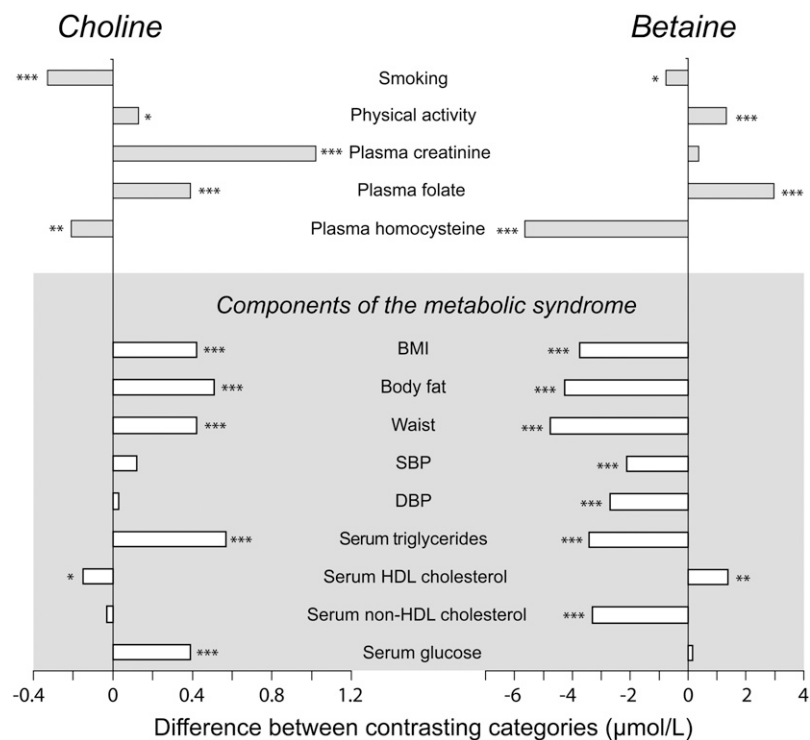 Choline Betaine
*** Smoking *
* Physical activity ***
*** Plasma creatinine
*** Plasma folate ***
** Plasma homocysteine ***
Components of the metabolic syndrome
*** BMI ***
*** Body fat ***
*** Waist ***
SBP ***
DBP ***
*** Serum triglycerides ***
* Serum HDL cholesterol **
Serum non-HDL cholesterol ***
*** Serum glucose
-0.4 0 0.4 0.8 1.2 -6 -4 -2 0 2 4
Difference between contrasting categories (µmol/L)